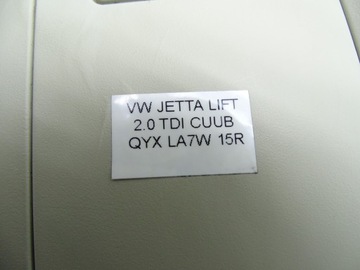 VW JETTA LIFT
2.0 TDI CUUB
QYX LA7W 15R